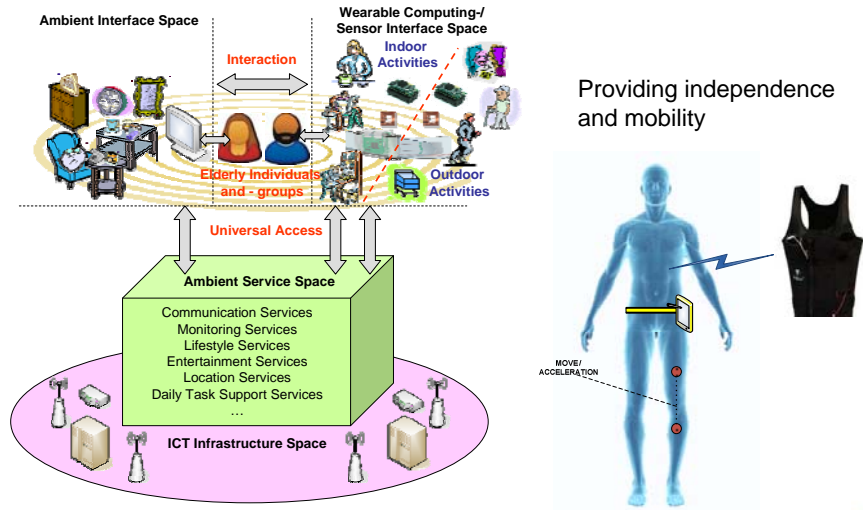 Ambient Interface Space
Wearable Computing-/
Sensor Interface Space
Interaction
Indoor
Activities
Elderly Individuals
and - groups
Outdoor
Activities
Universal Access
Ambient Service Space
Communication Services
Monitoring Services
Lifestyle Services
Entertainment Services
Location Services
Daily Task Support Services
…
ICT Infrastructure Space
Providing independence
and mobility
MOVE/
ACCELERATION